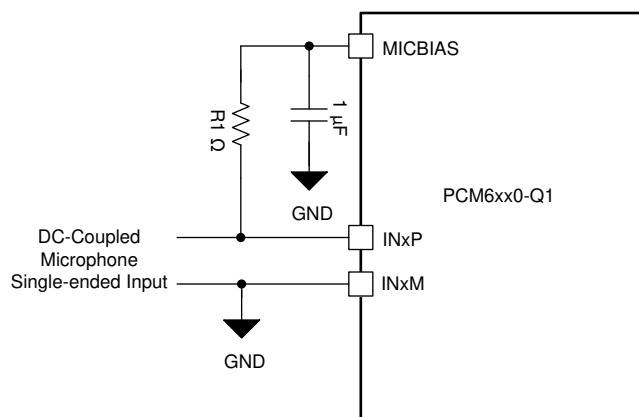 MICBIAS
R1 Ω
1
µF
GND
PCM6xx0-Q1
DC-Coupled
Microphone
Single-ended Input
INxP
INxM
GND